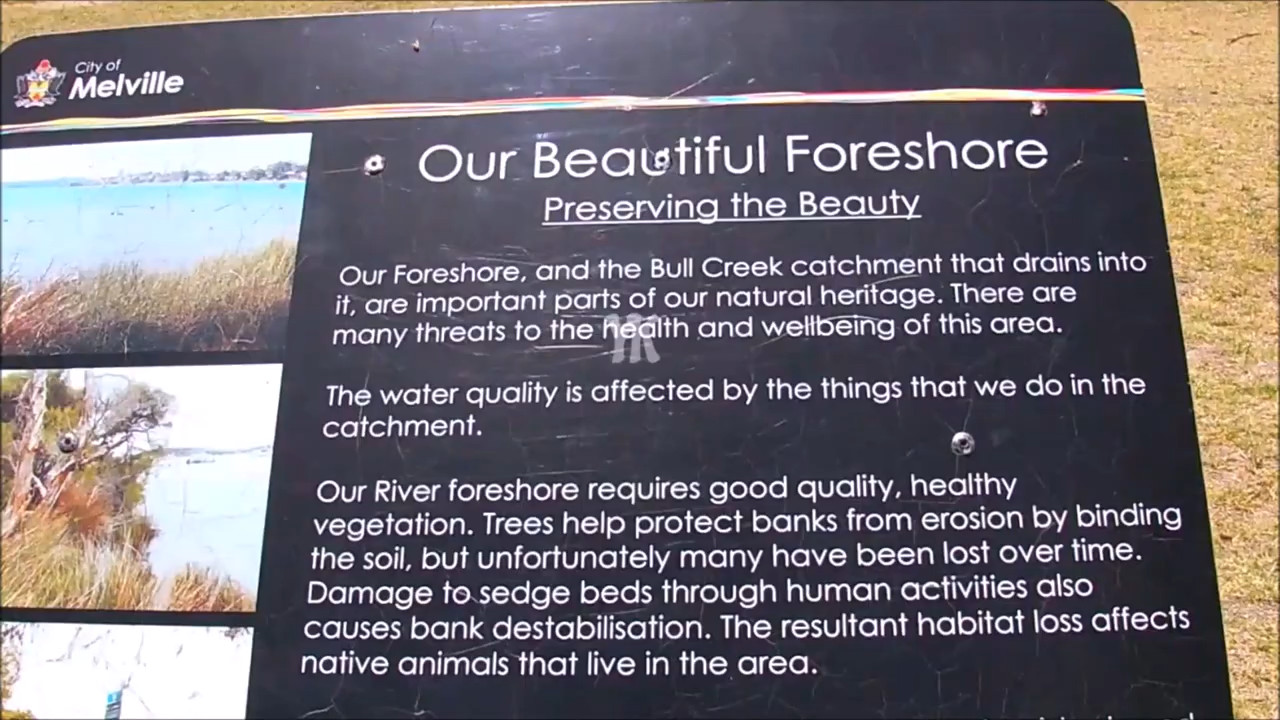 City of
Melville
Our Beautiful Foreshore
Preserving the Beauty
Our Foreshore, and the Bull Creek catchment that drains into
it, are important parts of our natural heritage. There are
many threats to the health and wellbeing of this area.
The water quality is affected by the things that we do in the
catchment.
Our River foreshore requires good quality, healthy
vegetation. Trees help protect banks from erosion by binding
the soil, but unfortunately many have been lost over time.
Damage to sedge beds through human activities also
causes bank destabilisation. The resultant habitat loss affects
native animals that live in the area.